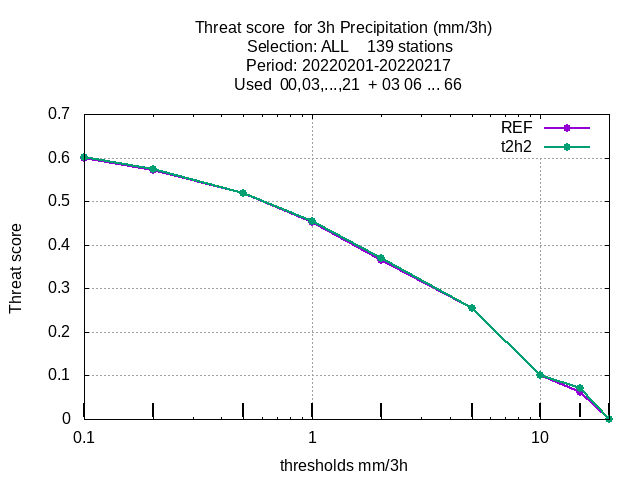 Threat score  for 3h Precipitation (mm/3h)
Selection: ALL    139 stations
Period: 20220201-20220217
Used  00,03,...,21  + 03 06 ... 66
0.7
REF
t2h2
0.6
0.5
0.4
0.3
0.2
0.1
0
Threat score
0.1
1
10
thresholds mm/3h